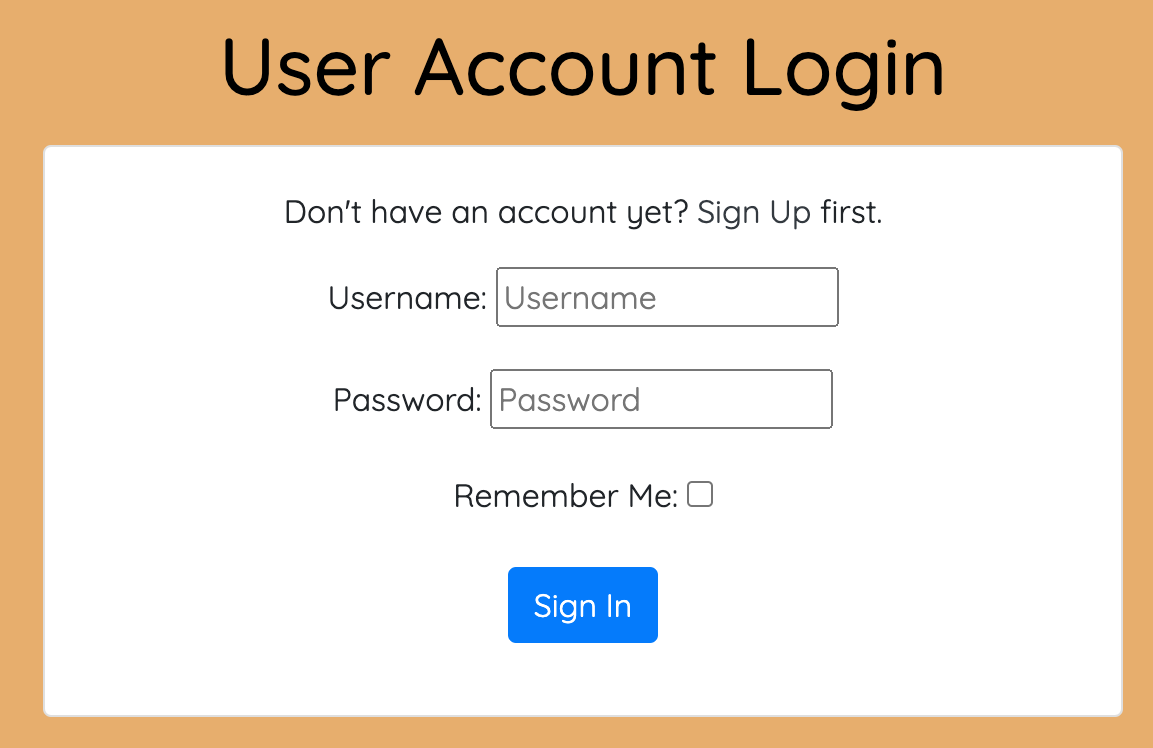 User Account Login
Don't have an account yet? Sign Up first.
Username: Username
Password: Password
Remember Me:
Sign In